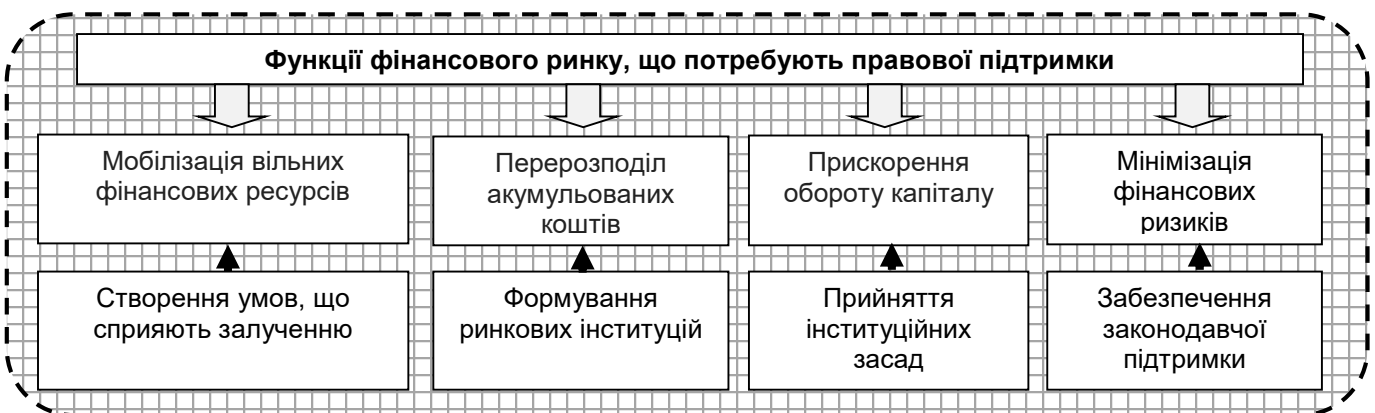 Функції фінансового ринку, що потребують правової підтримки
Мобілізація вільних
фінансових ресурсів
Перерозподіл
акумульованих
коштів
Прискорення
обороту капіталу
Мінімізація
фінансових
ризиків
Створення умов, що
сприяють залученню
Формування
ринкових інституцій
Прийняття
інституційних
засад
Забезпечення
законодавчої
підтримки